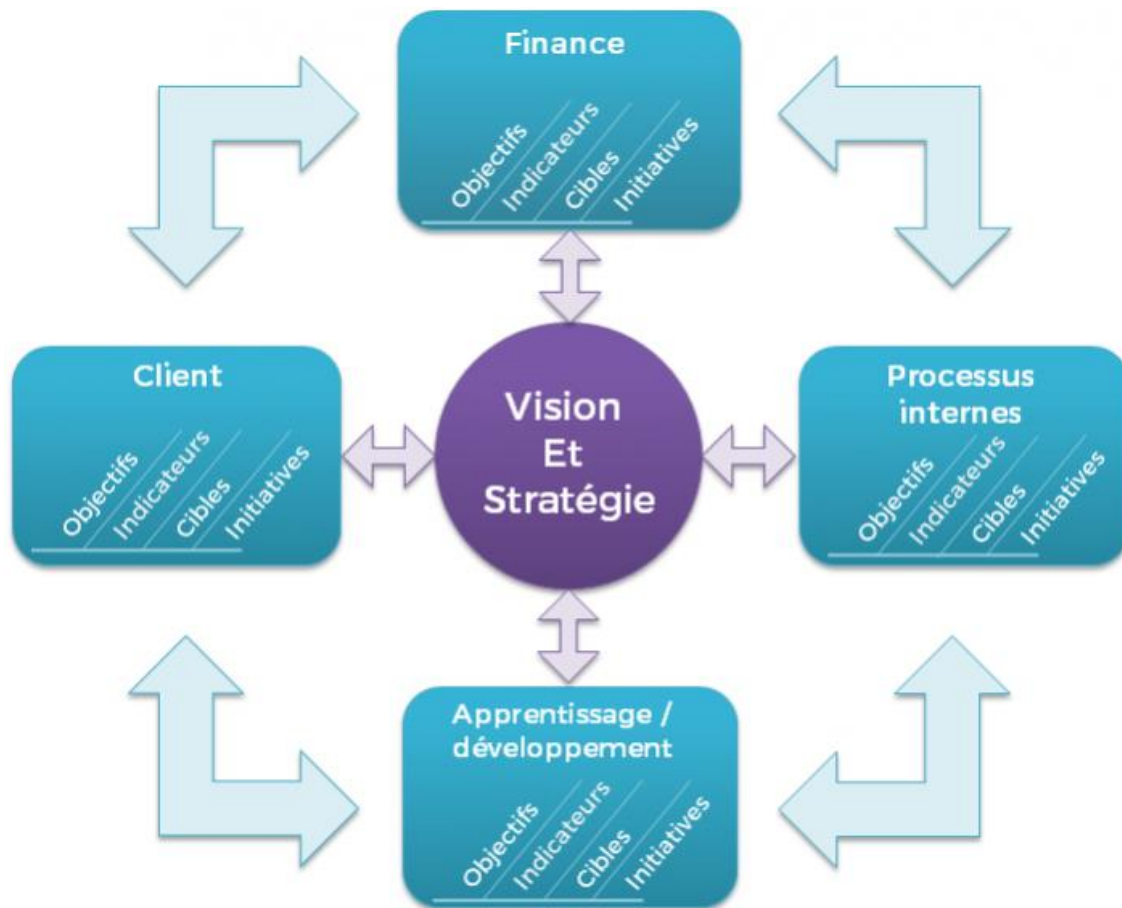 Finance
Objectifs
Indicateurs
Cibles
Initiatives
Client
Objectifs
Indicateurs
Cibles
Initiatives
Vision
Et
Stratégie
Processus
internes
Objectifs
Indicateurs
Cibles
Initiatives
Apprentissage /
développement
Objectifs
Indicateurs
Cibles
Initiatives